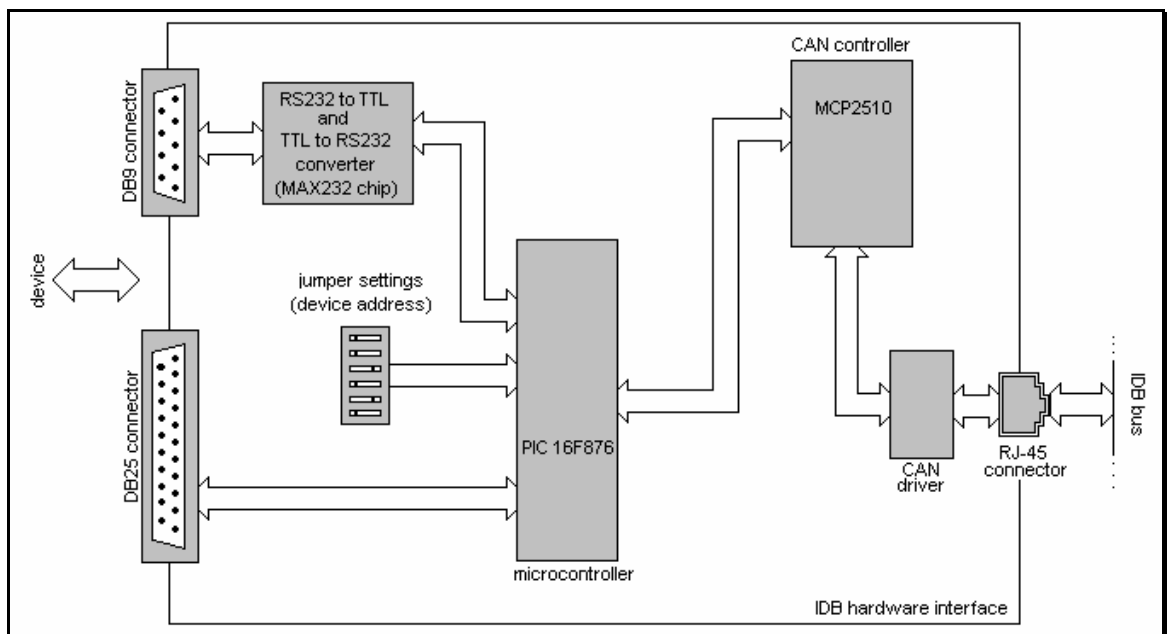 CAN controller
MCP2510
DB9 connector
RS232 to TTL
and
TTL to RS232
converter
(MAX232 chip)
device
jumper settings
(device address)
DB25 connector
PIC 16F876
microcontroller
CAN
driver
RJ-45
connector
IDB bus
IDB hardware interface